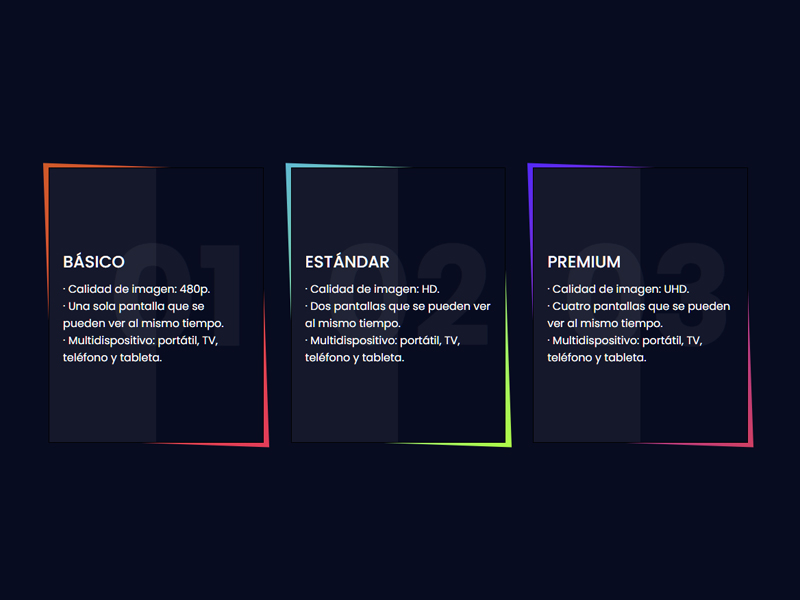 01
BÁSICO
· Calidad de imagen: 480p.
· Una sola pantalla que se
pueden ver al mismo tiempo.
· Multidispositivo: portátil, TV,
teléfono y tableta.
02
ESTÁNDAR
· Calidad de imagen: HD.
· Dos pantallas que se pueden ver
al mismo tiempo.
· Multidispositivo: portátil, TV,
teléfono y tableta.
03
PREMIUM
· Calidad de imagen: UHD.
· Cuatro pantallas que se pueden
ver al mismo tiempo.
· Multidispositivo: portátil, TV,
teléfono y tableta.